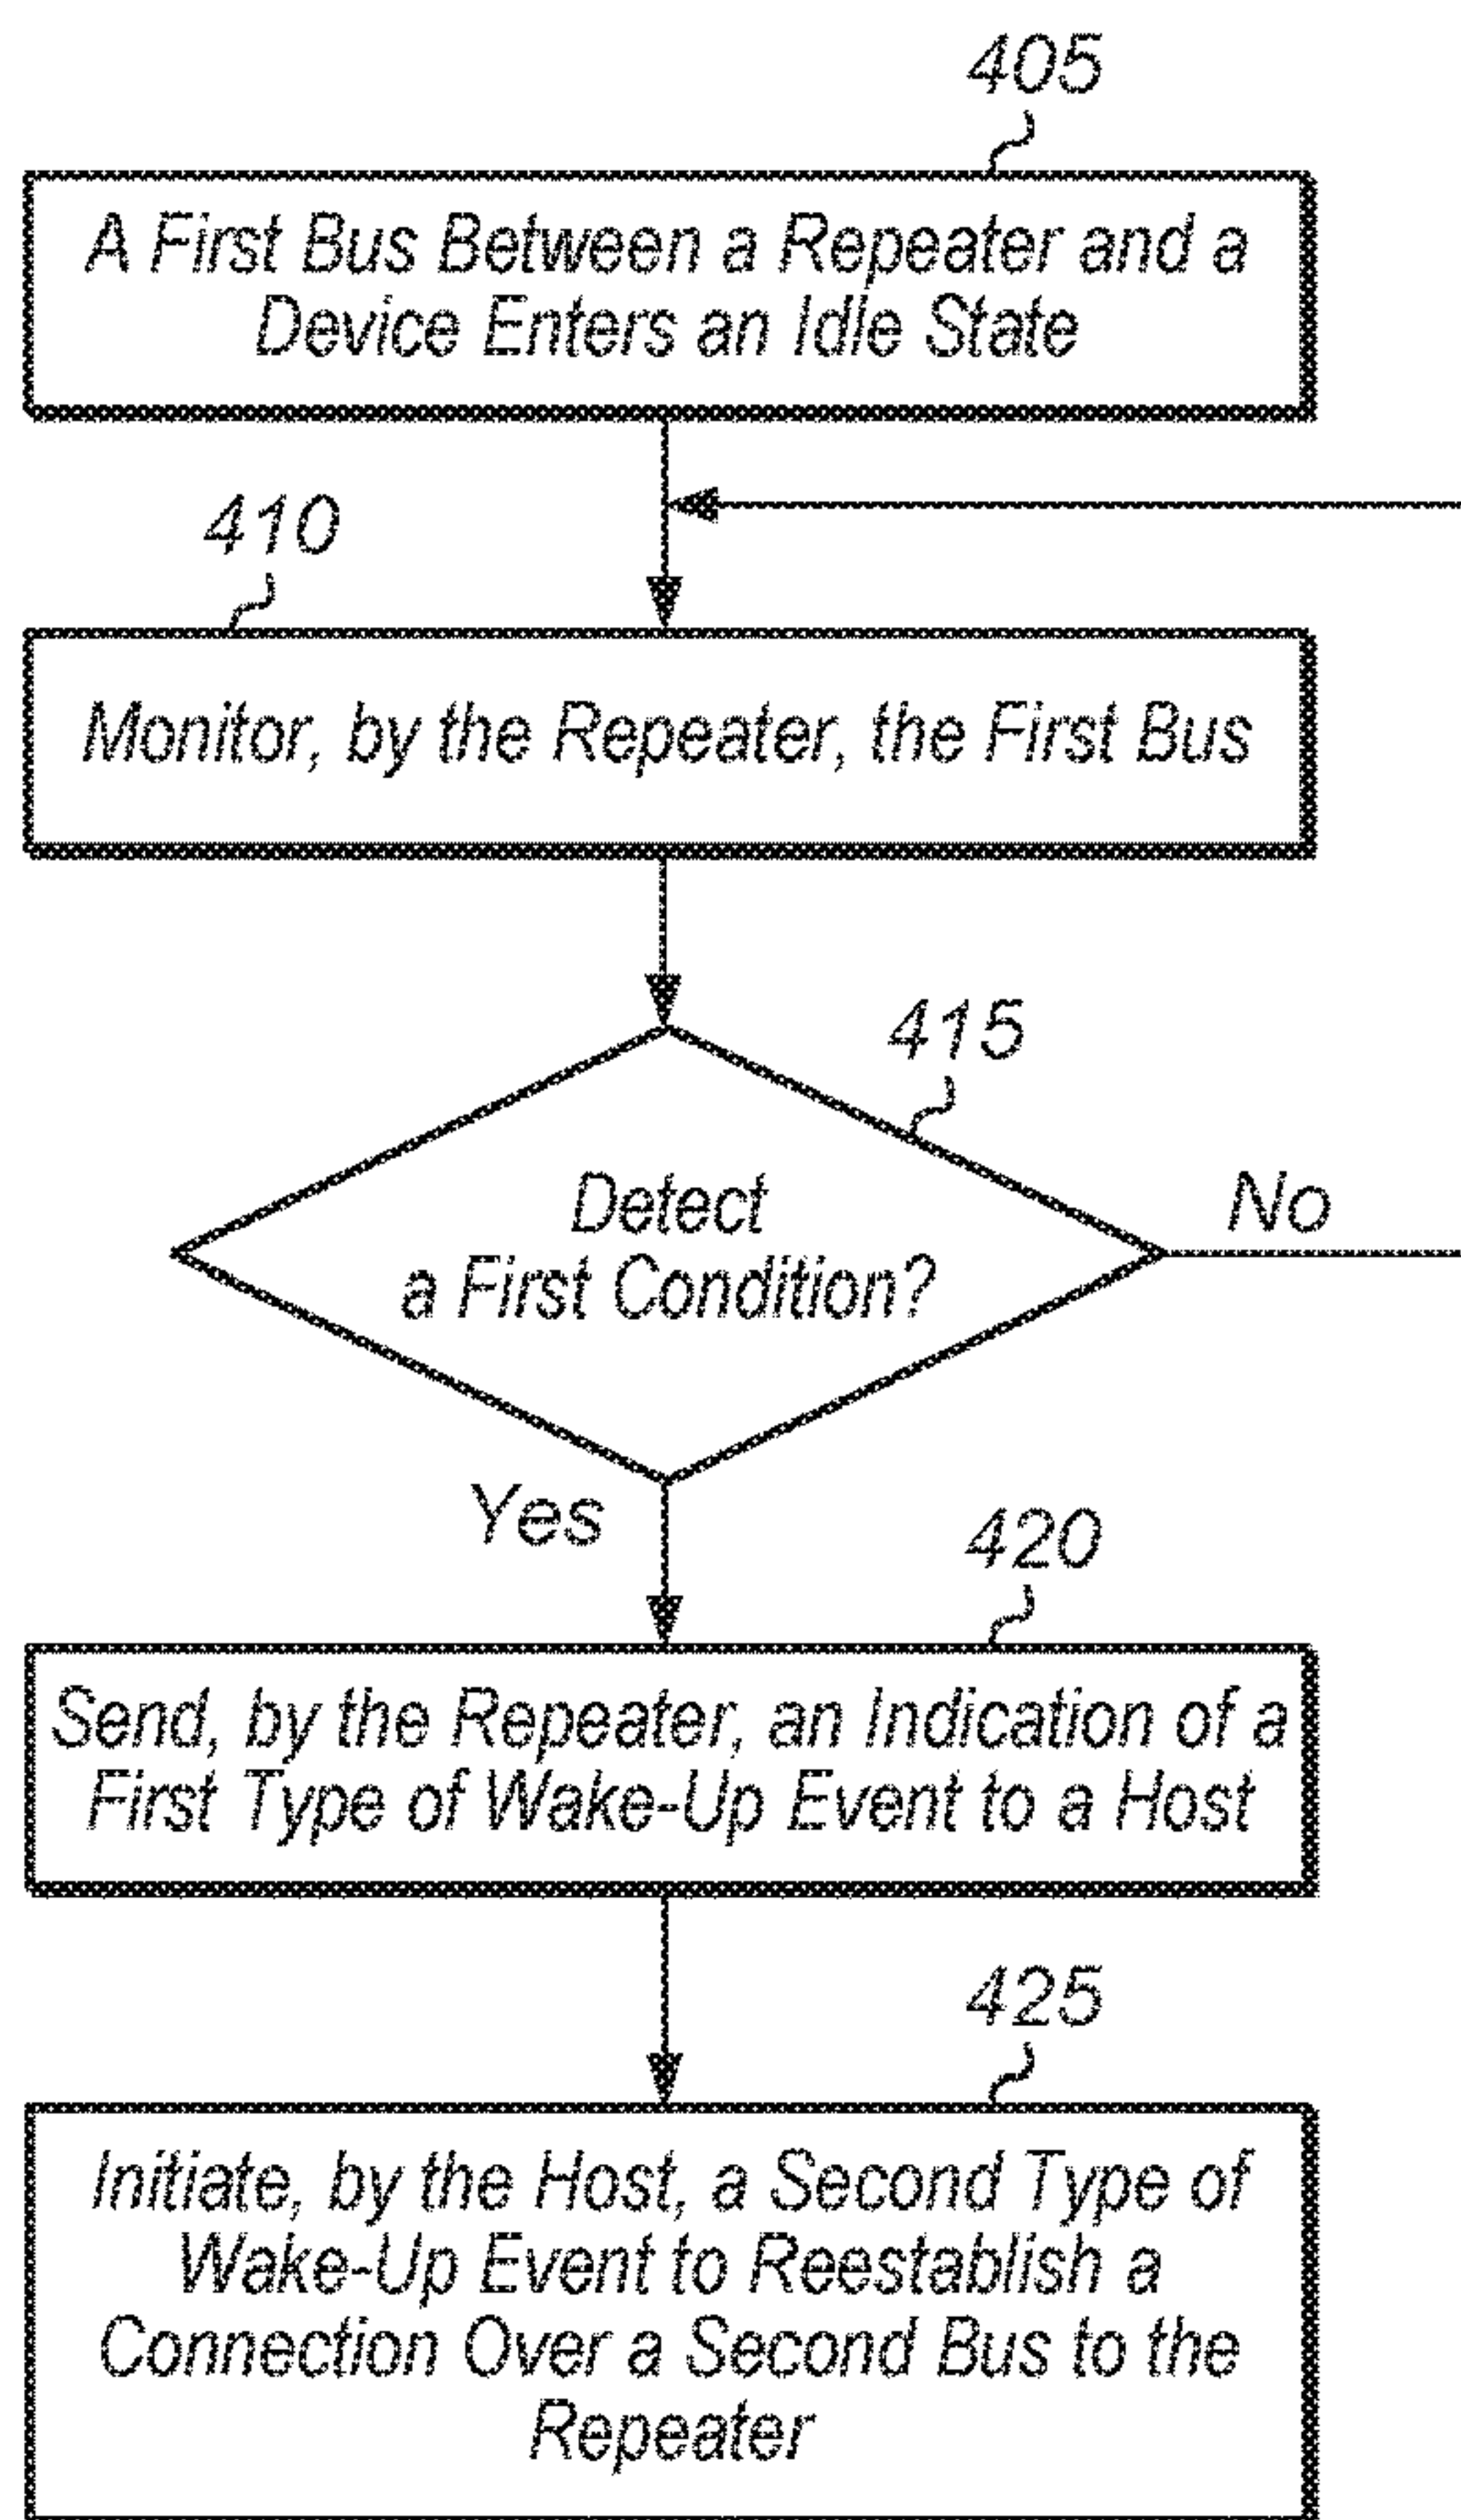 405
A First Bus Between a Repeater and a
Device Enters an Idle State
410
Monitor, by the Repeater, the First Bus
415
Detect
a First Condition?
No
Yes
420
Send, by the Repeater, an Indication of a
First Type of Wake-Up Event to a Host
425
Initiate, by the Host, a Second Type of
Wake-Up Event to Reestablish a
Connection Over a Second Bus to the
Repeater